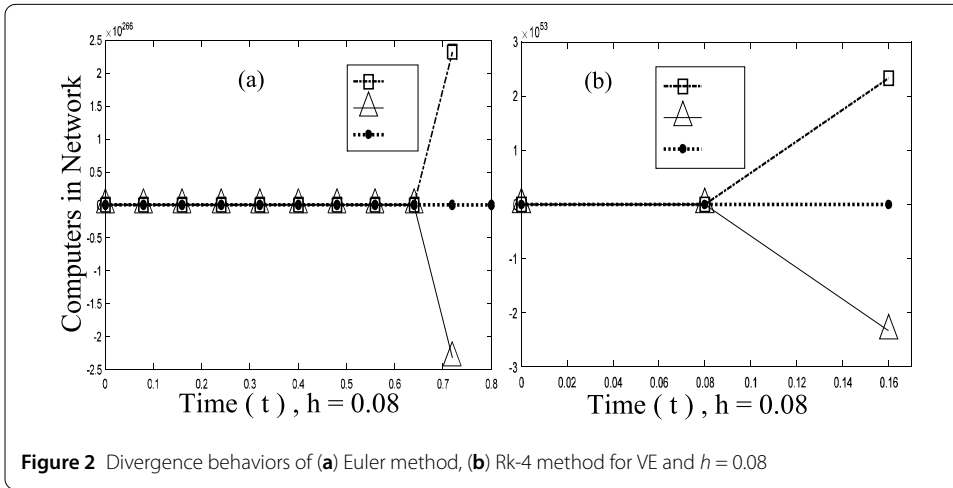 ×10^266
2.5
2
1.5
1
0.5
0
-0.5
-1
-1.5
-2
-2.5
Computers in Network
(a)
0 0.1 0.2 0.3 0.4 0.5 0.6 0.7 0.8
Time ( t ) , h = 0.08
×10^53
3
2
1
0
-1
-2
-3
(b)
0 0.02 0.04 0.06 0.08 0.1 0.12 0.14 0.16
Time ( t ) , h = 0.08
Figure 2 Divergence behaviors of (a) Euler method, (b) Rk-4 method for VE and h = 0.08